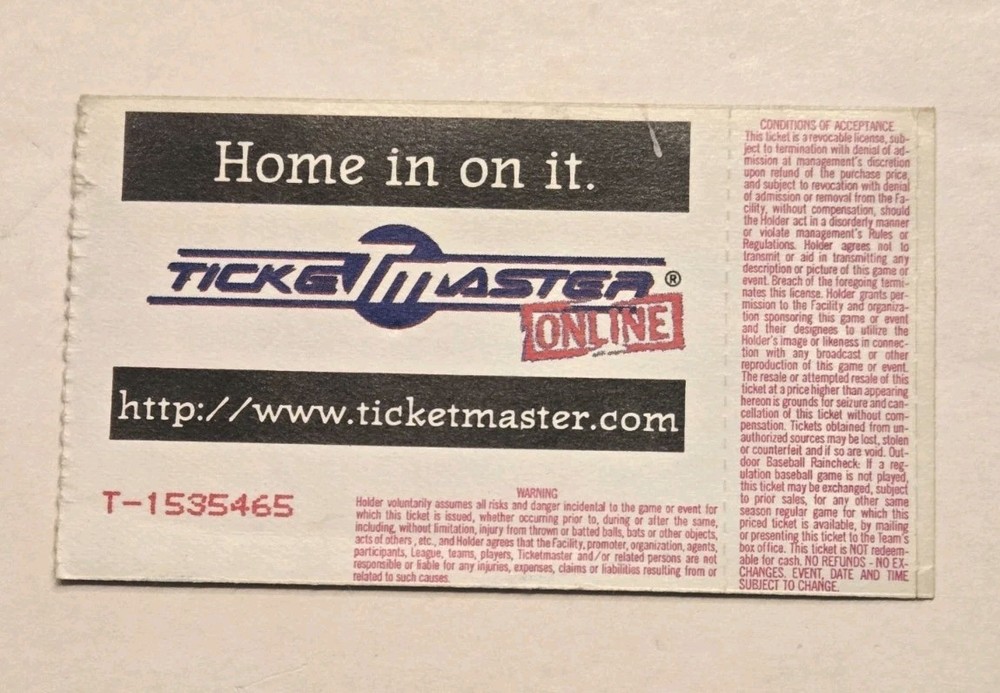 Home in on it.
TICKETMASTER®
ONLINE
http://www.ticketmaster.com
T-1535465
WARNING
Holder voluntarily assumes all risks and danger incidental to the game or event for
which this ticket is issued, whether occurring prior to, during or after the same,
including, without limitation, injury from thrown or batted balls, bats or other objects,
acts of others, etc., and Holder agrees that the Facility, promoter, organization, agents,
participants, League, teams, players, Ticketmaster and/or related persons are not
responsible or liable for any injuries, expenses, claims or liabilities resulting from or
related to such causes.
CONDITIONS OF ACCEPTANCE
This ticket is a revocable license, sub-
ject to termination with denial of ad-
mission at management's discretion
upon refund of the purchase price,
and subject to revocation with denial
of admission or removal from the Fa-
cility, without compensation, should
the Holder act in a disorderly manner
or violate management's Rules or
Regulations. Holder agrees not to
transmit or aid in transmitting any
description or picture of this game or
event. Breach of the foregoing termi-
nates this license. Holder grants per-
mission to the Facility and organiza-
tion sponsoring this game or event
and their designees to utilize the
Holder's image or likeness in connec-
tion with any broadcast or other
reproduction of this game or event.
The resale or attempted resale of this
ticket at a price higher than appearing
hereon is grounds for seizure and can-
cellation of this ticket without com-
pensation. Tickets obtained from un-
authorized sources may be lost, stolen
or counterfeit and if so are void. Out-
door Baseball Raincheck: If a reg-
ulation baseball game is not played,
this ticket may be exchanged, subject
to prior sales, for any other same
season regular game for which this
priced ticket is available, by mailing
or presenting this ticket to the Team's
box office. This ticket is NOT redeem-
able for cash. NO REFUNDS - NO EX-
CHANGES. EVENT, DATE AND TIME
SUBJECT TO CHANGE.